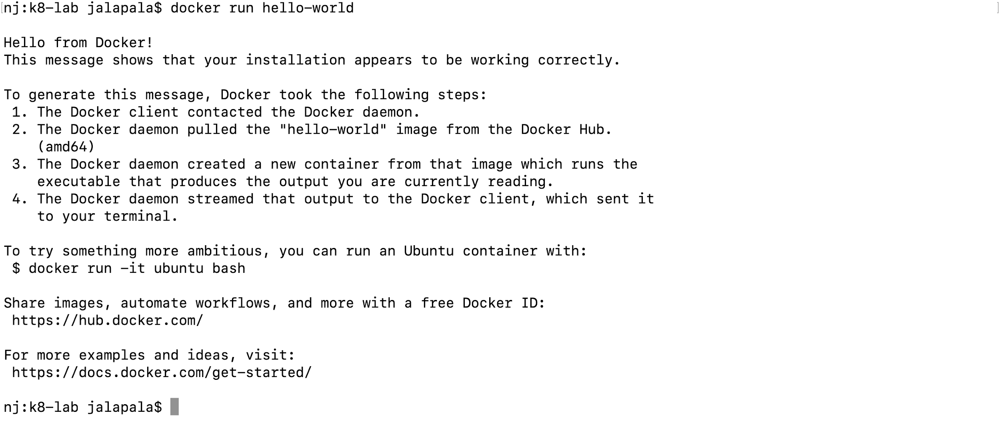 [nj:k8-lab jalapala$ docker run hello-world ]
Hello from Docker!
This message shows that your installation appears to be working correctly.
To generate this message, Docker took the following steps:
1. The Docker client contacted the Docker daemon.
2. The Docker daemon pulled the "hello-world" image from the Docker Hub.
(amd64)
3. The Docker daemon created a new container from that image which runs the
executable that produces the output you are currently reading.
4. The Docker daemon streamed that output to the Docker client, which sent it
to your terminal.
To try something more ambitious, you can run an Ubuntu container with:
$ docker run -it ubuntu bash
Share images, automate workflows, and more with a free Docker ID:
https://hub.docker.com/
For more examples and ideas, visit:
https://docs.docker.com/get-started/
nj:k8-lab jalapala$